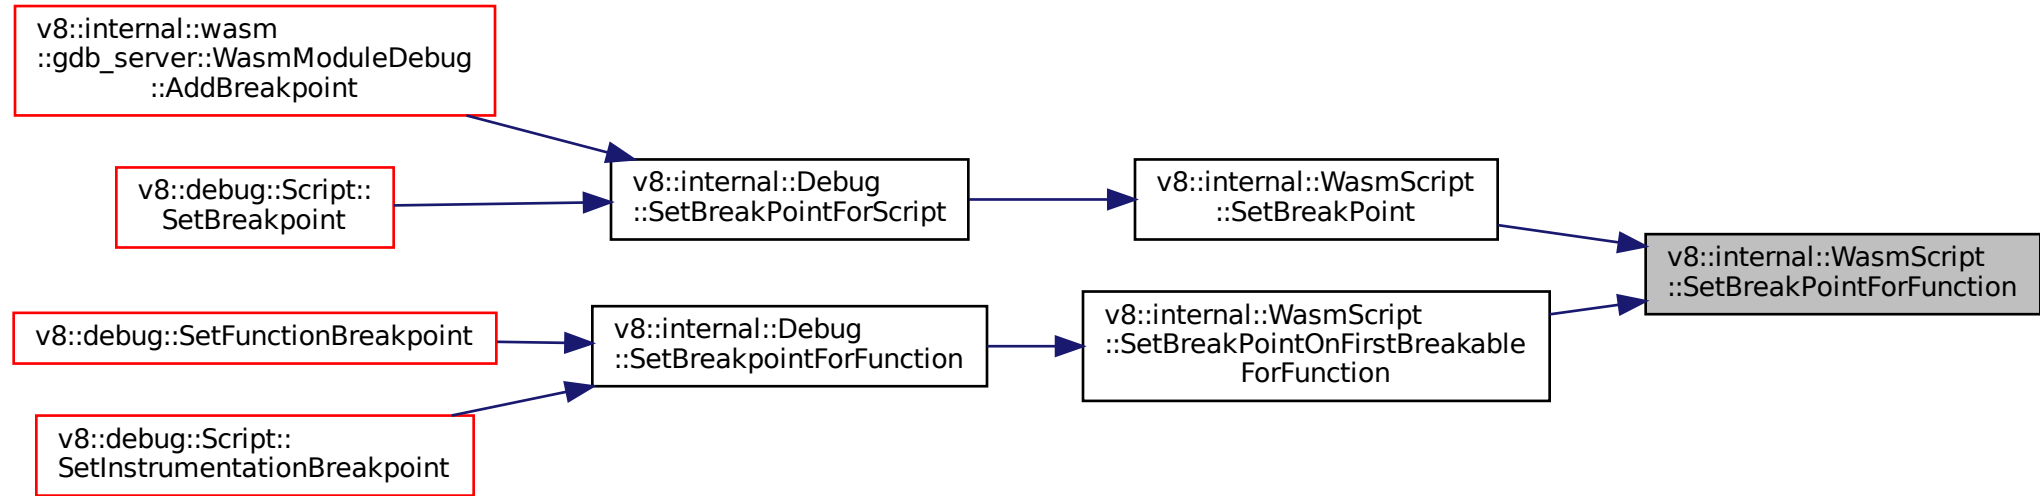 v8::internal::wasm
::gdb_server::WasmModuleDebug
::AddBreakpoint
v8::debug::Script::
SetBreakpoint
v8::debug::SetFunctionBreakpoint
v8::debug::Script::
SetInstrumentationBreakpoint
v8::internal::Debug
::SetBreakPointForScript
v8::internal::Debug
::SetBreakpointForFunction
v8::internal::WasmScript
::SetBreakPoint
v8::internal::WasmScript
::SetBreakPointOnFirstBreakable
ForFunction
v8::internal::WasmScript
::SetBreakPointForFunction